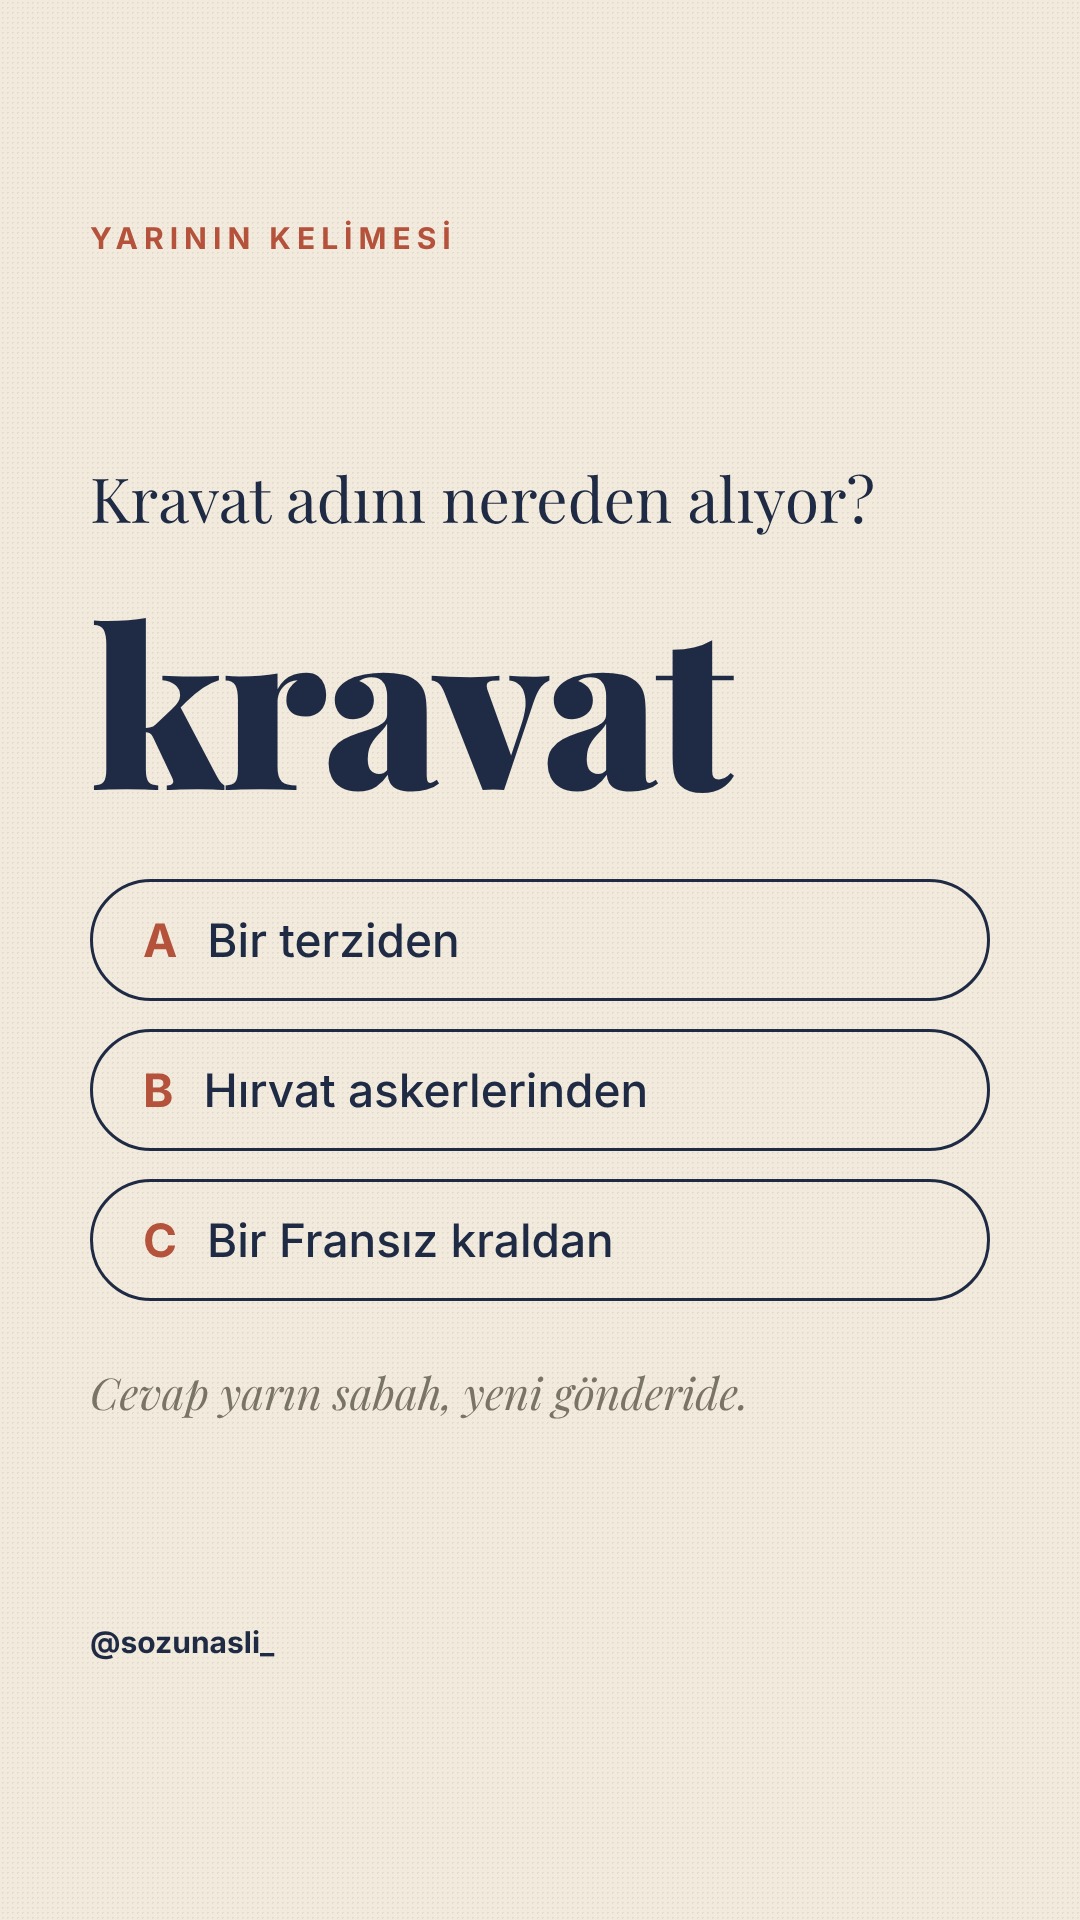 YARININ KELİMESİ
Kravat adını nereden alıyor?
kravat
A Bir terziden
B Hırvat askerlerinden
C Bir Fransız kraldan
Cevap yarın sabah, yeni gönderide.
@sozunasli_